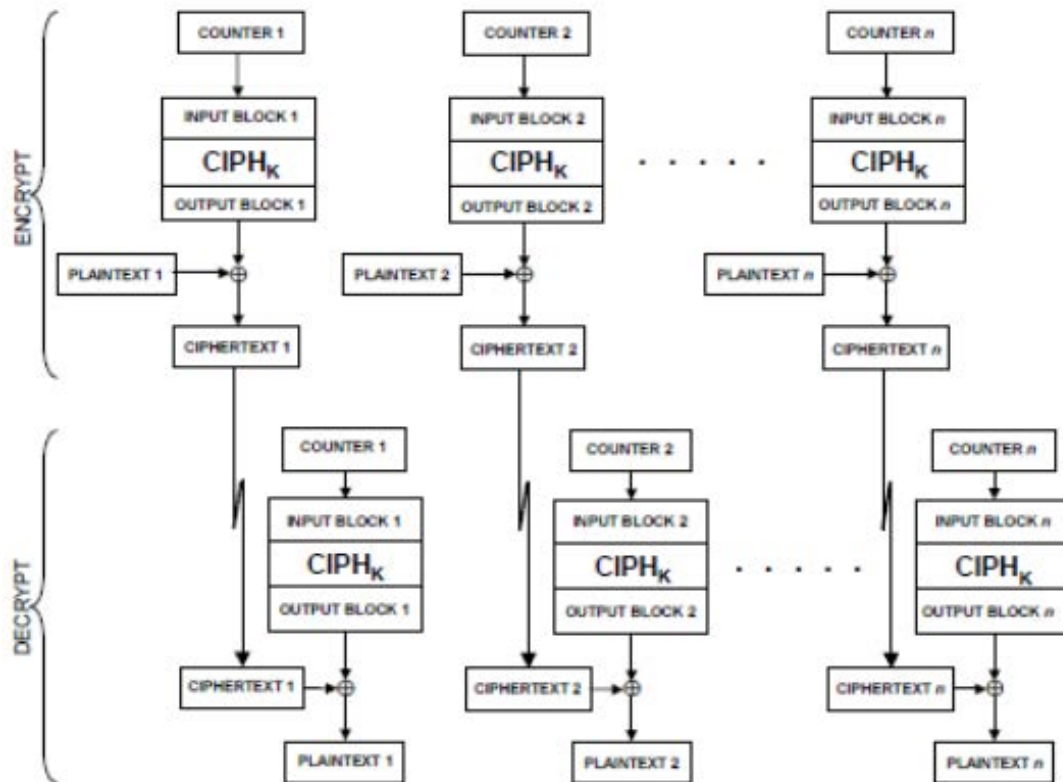 COUNTER 1 COUNTER 2 COUNTER n
INPUT BLOCK 1 INPUT BLOCK 2 INPUT BLOCK n
CIPHK CIPHK CIPHK
OUTPUT BLOCK 1 OUTPUT BLOCK 2 OUTPUT BLOCK n
ENCRYPT
PLAINTEXT 1 PLAINTEXT 2 PLAINTEXT n
CIPHERTEXT 1 CIPHERTEXT 2 CIPHERTEXT n
COUNTER 1 COUNTER 2 COUNTER n
INPUT BLOCK 1 INPUT BLOCK 2 INPUT BLOCK n
CIPHK CIPHK CIPHK
OUTPUT BLOCK 1 OUTPUT BLOCK 2 OUTPUT BLOCK n
DECRYPT
CIPHERTEXT 1 CIPHERTEXT 2 CIPHERTEXT n
PLAINTEXT 1 PLAINTEXT 2 PLAINTEXT n